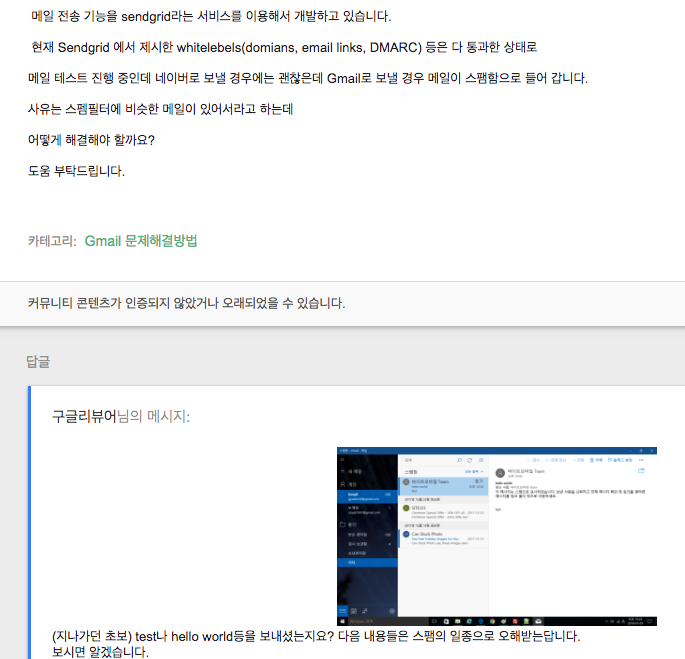 메일 전송 기능을 sendgrid라는 서비스를 이용해서 개발하고 있습니다.
현재 Sendgrid 에서 제시한 whitelebels(domians, email links, DMARC) 등은 다 통과한 상태로
메일 테스트 진행 중인데 네이버로 보낼 경우에는 괜찮은데 Gmail로 보낼 경우 메일이 스팸함으로 들어 갑니다.
사유는 스펨필터에 비슷한 메일이 있어서라고 하는데
어떻게 해결해야 할까요?
도움 부탁드립니다.
카테고리: Gmail 문제해결방법
커뮤니티 콘텐츠가 인증되지 않았거나 오래되었을 수 있습니다.
답글
구글리뷰어님의 메시지:
Can Stock Photo
hello world
(지나가던 초보) test나 hello world등을 보내셨는지요? 다음 내용들은 스팸의 일종으로 오해받는답니다.
보시면 알겠습니다.